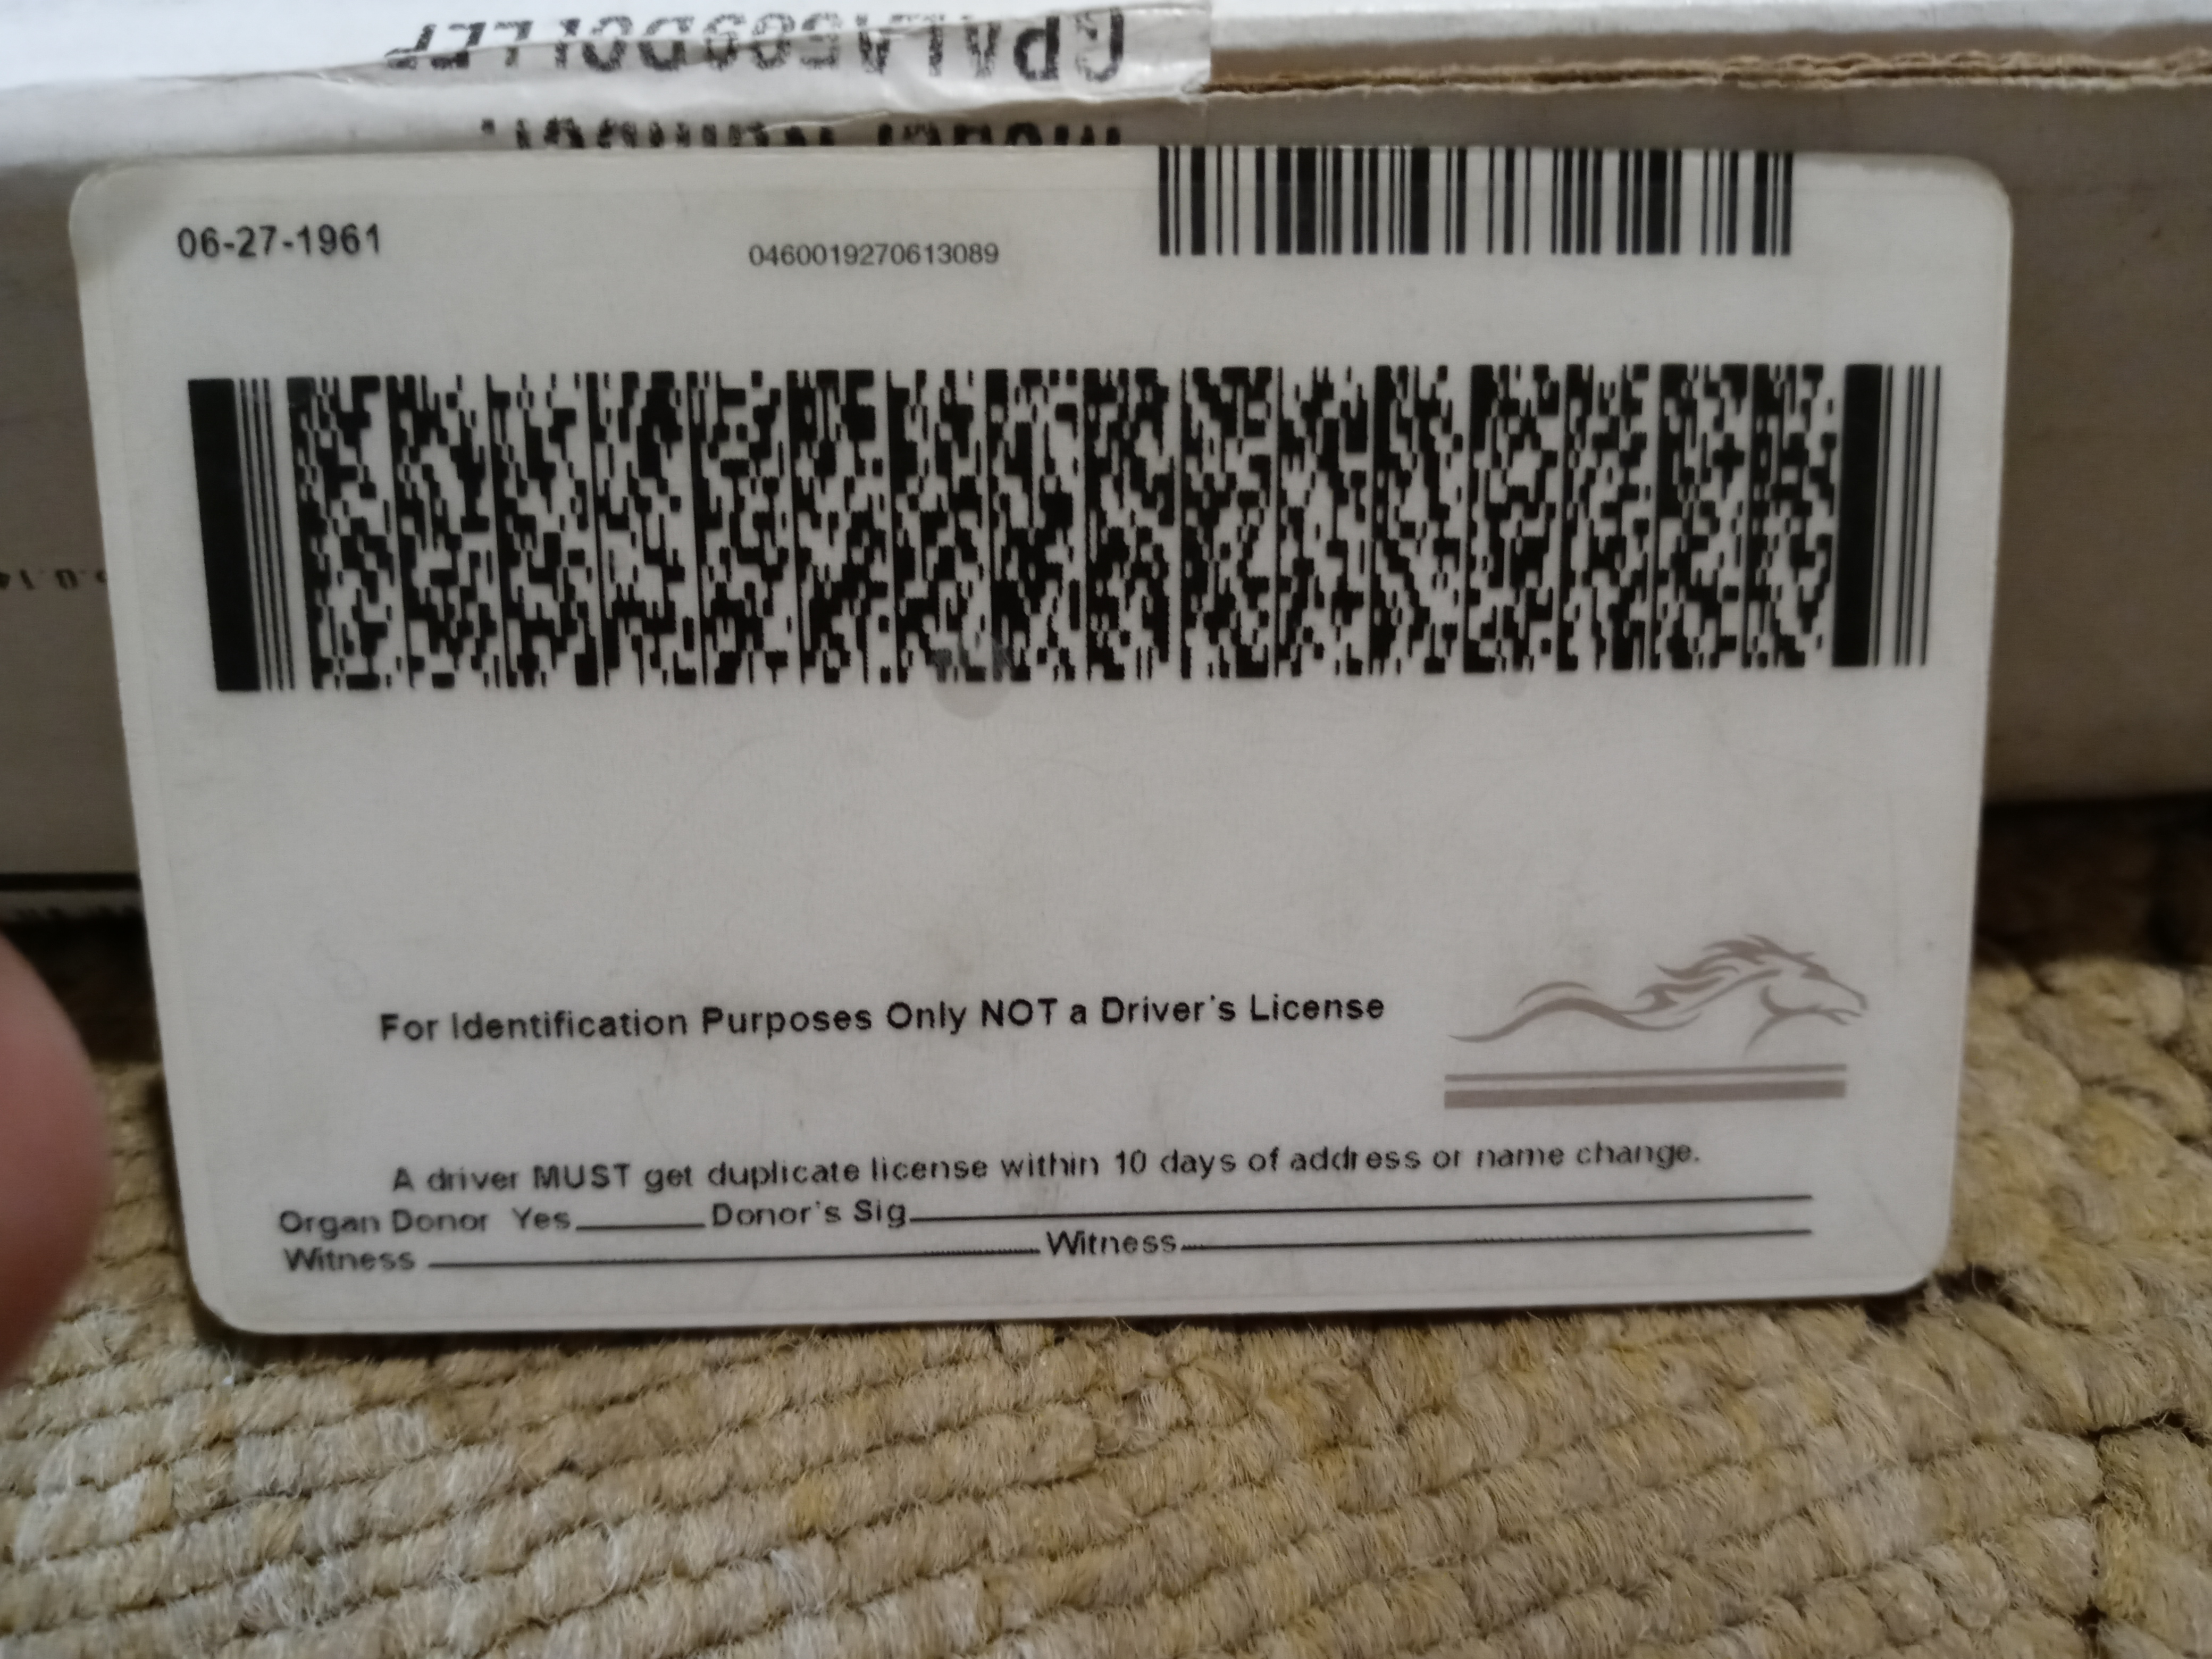 06-27-1961
0460019270613089
For Identification Purposes Only NOT a Driver's License
A driver MUST get duplicate license within 10 days of address or name change.
Organ Donor Yes______ Donor's Sig.
Witness Witness